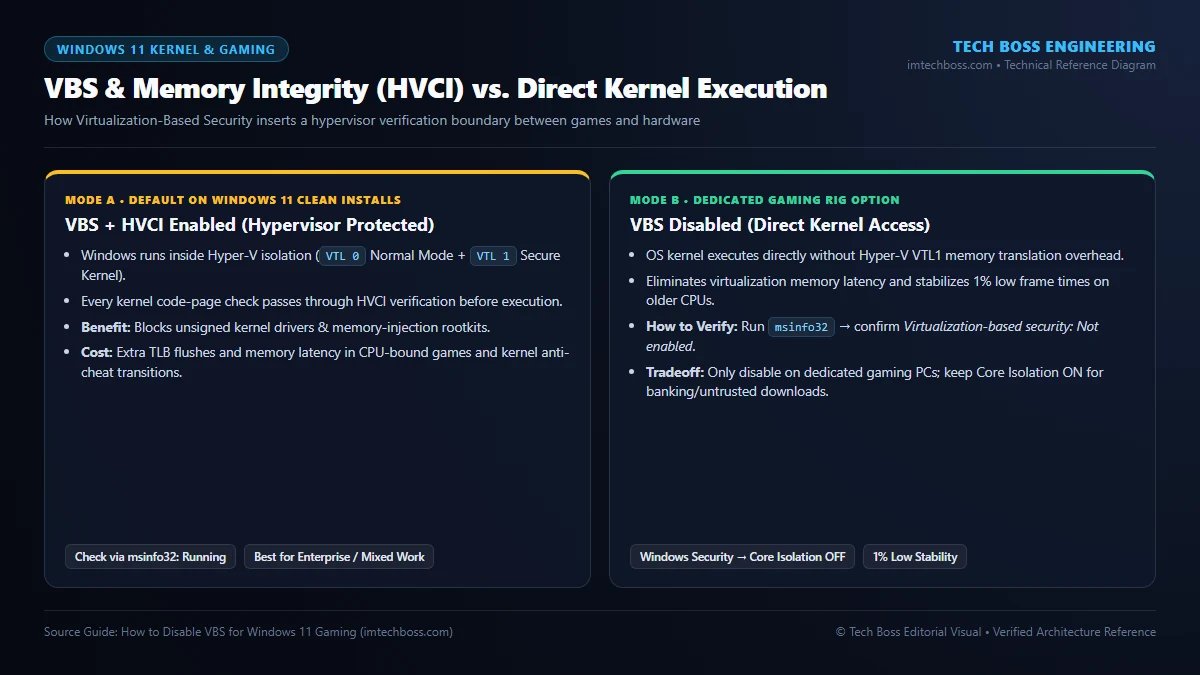 WINDOWS 11 KERNEL & GAMING
TECH BOSS ENGINEERING
imtechboss.com • Technical Reference Diagram
VBS & Memory Integrity (HVCI) vs. Direct Kernel Execution
How Virtualization-Based Security inserts a hypervisor verification boundary between games and hardware
MODE A • DEFAULT ON WINDOWS 11 CLEAN INSTALLS
VBS + HVCI Enabled (Hypervisor Protected)
• Windows runs inside Hyper-V isolation ( VTL 0 Normal Mode + VTL 1 Secure
Kernel).
• Every kernel code-page check passes through HVCI verification before execution.
• Benefit: Blocks unsigned kernel drivers & memory-injection rootkits.
• Cost: Extra TLB flushes and memory latency in CPU-bound games and kernel anti-
cheat transitions.
Check via msinfo32: Running
Best for Enterprise / Mixed Work
MODE B • DEDICATED GAMING RIG OPTION
VBS Disabled (Direct Kernel Access)
• OS kernel executes directly without Hyper-V VTL1 memory translation overhead.
• Eliminates virtualization memory latency and stabilizes 1% low frame times on
older CPUs.
• How to Verify: Run msinfo32 → confirm Virtualization-based security: Not
enabled.
• Tradeoff: Only disable on dedicated gaming PCs; keep Core Isolation ON for
banking/untrusted downloads.
Windows Security → Core Isolation OFF
1% Low Stability
Source Guide: How to Disable VBS for Windows 11 Gaming (imtechboss.com)
© Tech Boss Editorial Visual • Verified Architecture Reference